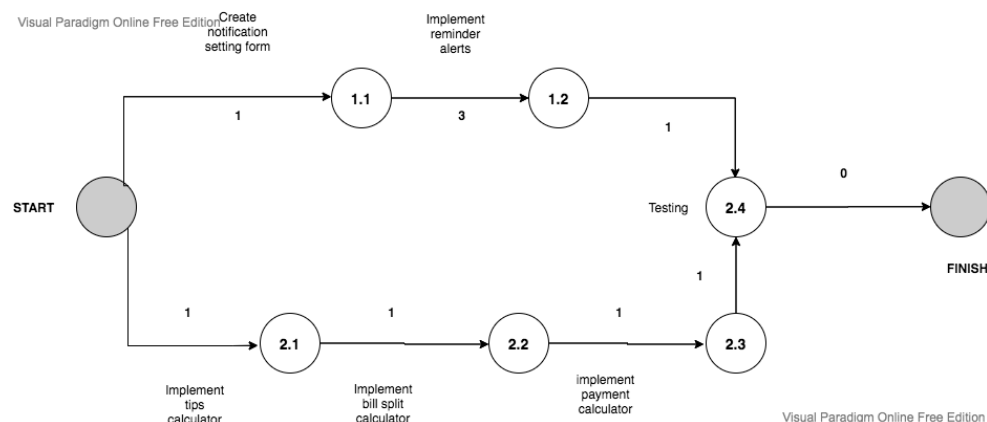 Visual Paradigm Online Free Edition
Create
notification
setting form
Implement
reminder
alerts
1.1
1.2
1
3
1
0
START
Testing
2.4
FINISH
1
1
1
1
2.1
2.2
2.3
Implement
tips
calculator
Implement
bill split
calculator
implement
payment
calculator
Visual Paradigm Online Free Edition